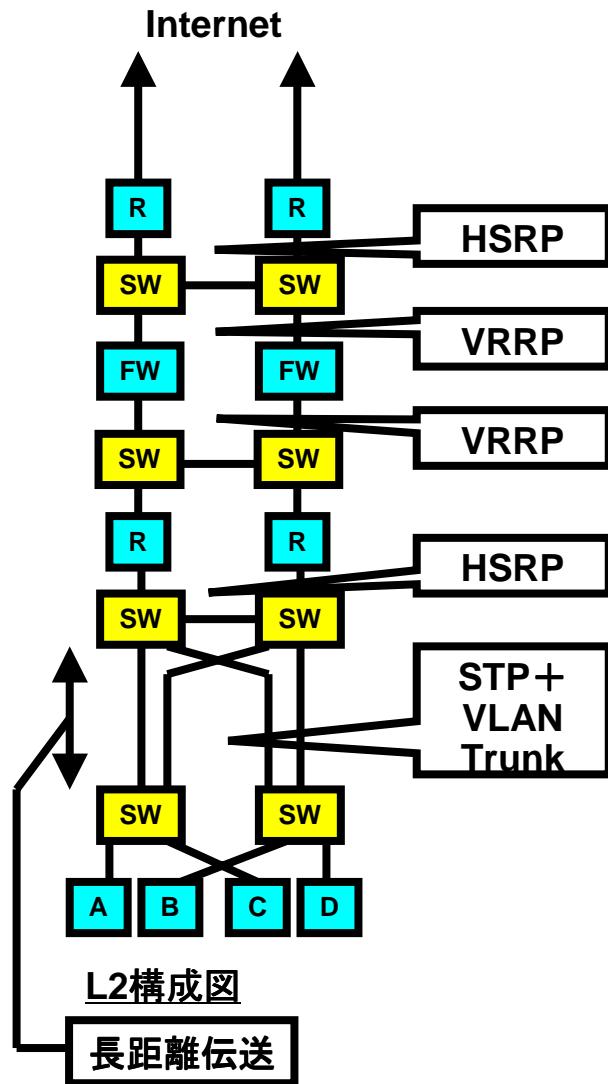 Internet
R
R
HSRP
SW
SW
VRRP
FW
FW
VRRP
SW
SW
R
R
HSRP
SW
SW
STP＋
VLAN
Trunk
SW
SW
A
B
C
D
L2構成図
長距離伝送